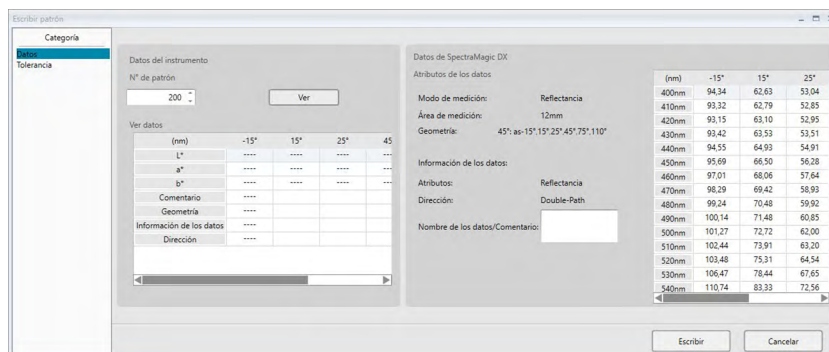 Escribir patrón
Categoría
Datos
Tolerancia
Datos del instrumento
N° de patrón
200
Ver
Ver datos
(nm) -15° 15° 25° 45
L* ---- ---- ---- ----
a* ---- ---- ---- ----
b* ---- ---- ---- ----
Comentario ----
Geometría ----
Información de los datos ----
Dirección ----
Datos de SpectraMagic DX
Atributos de los datos
Modo de medición: Reflectancia
Área de medición: 12mm
Geometría: 45°: as-15°,15°,25°,45°,75°,110°
Información de los datos:
Atributos: Reflectancia
Dirección: Double-Path
Nombre de los datos/Comentario:
(nm) -15° 15° 25°
400nm 94,34 62,63 53,04
410nm 93,32 62,79 52,85
420nm 93,15 63,10 52,95
430nm 93,42 63,53 53,51
440nm 94,55 64,93 54,91
450nm 95,69 66,50 56,28
460nm 97,01 68,06 57,64
470nm 98,29 69,42 58,93
480nm 99,24 70,48 59,92
490nm 100,14 71,48 60,85
500nm 101,27 72,72 62,00
510nm 102,44 73,91 63,20
520nm 103,48 75,31 64,54
530nm 106,47 78,44 67,65
540nm 110,74 83,33 72,56
Escribir
Cancelar